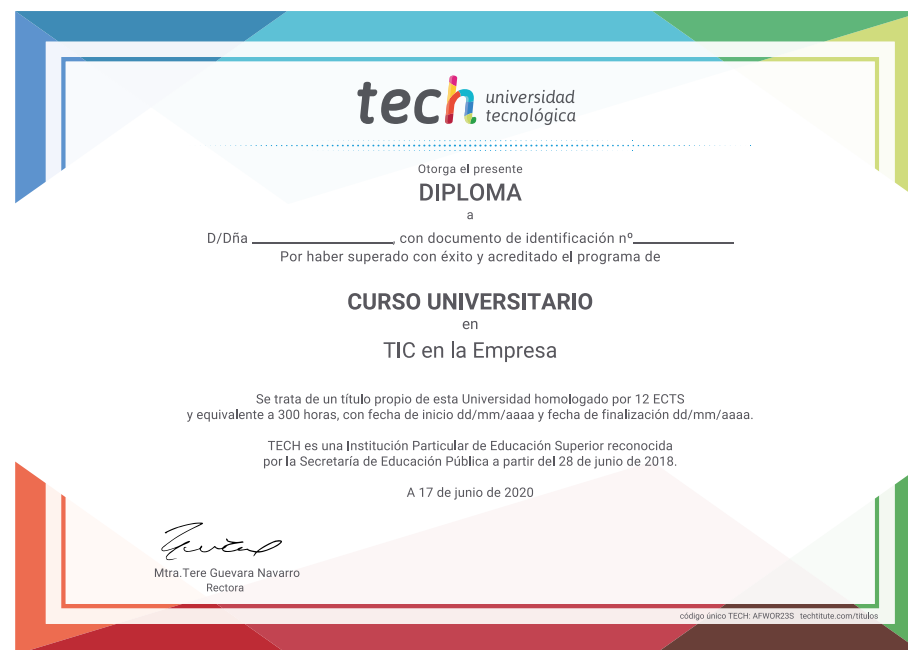 tech universidad
tecnológica
Otorga el presente
DIPLOMA
a
D/Dña ______________, con documento de identificación nº__________
Por haber superado con éxito y acreditado el programa de
CURSO UNIVERSITARIO
en
TIC en la Empresa
Se trata de un título propio de esta Universidad homologado por 12 ECTS
y equivalente a 300 horas, con fecha de inicio dd/mm/aaaa y fecha de finalización dd/mm/aaaa.
TECH es una Institución Particular de Educación Superior reconocida
por la Secretaría de Educación Pública a partir del 28 de junio de 2018.
A 17 de junio de 2020
Mtra.Tere Guevara Navarro
Rectora
código único TECH: AFWOR23S techtitute.com/titulos